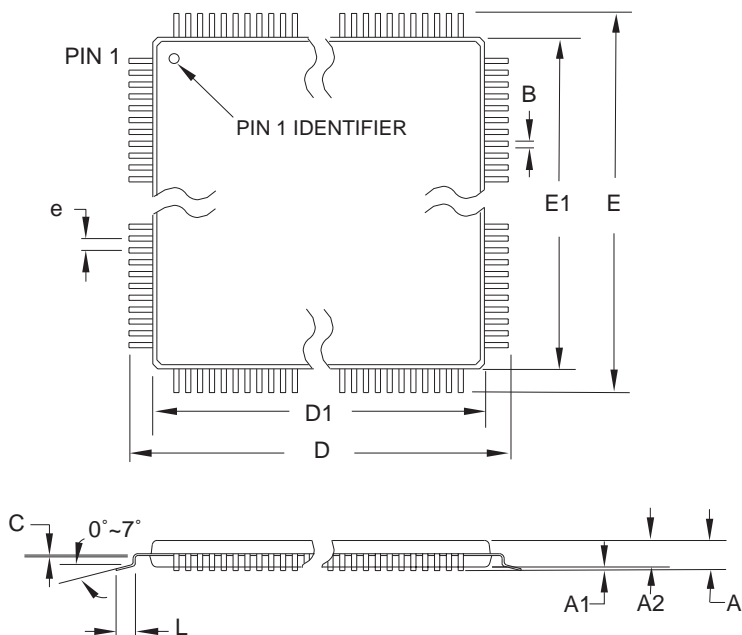 PIN 1
PIN 1 IDENTIFIER
B
e
E1
E
D1
D
C
0°~7°
L
A1
A2
A